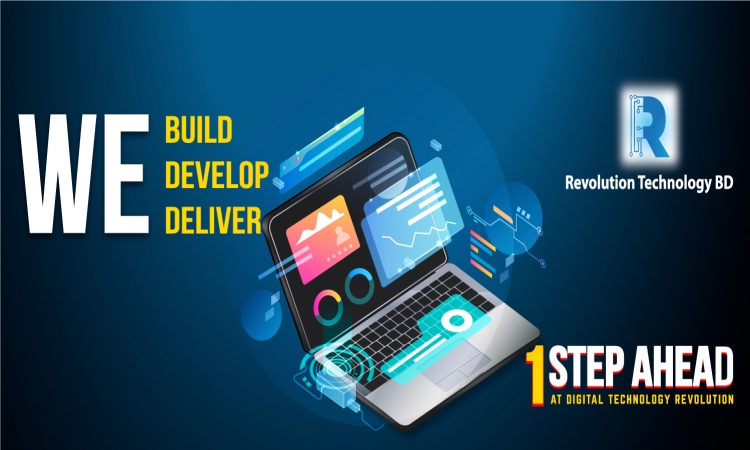 WE
BUILD
DEVELOP
DELIVER
R
Revolution Technology BD
1 STEP AHEAD
AT DIGITAL TECHNOLOGY REVOLUTION